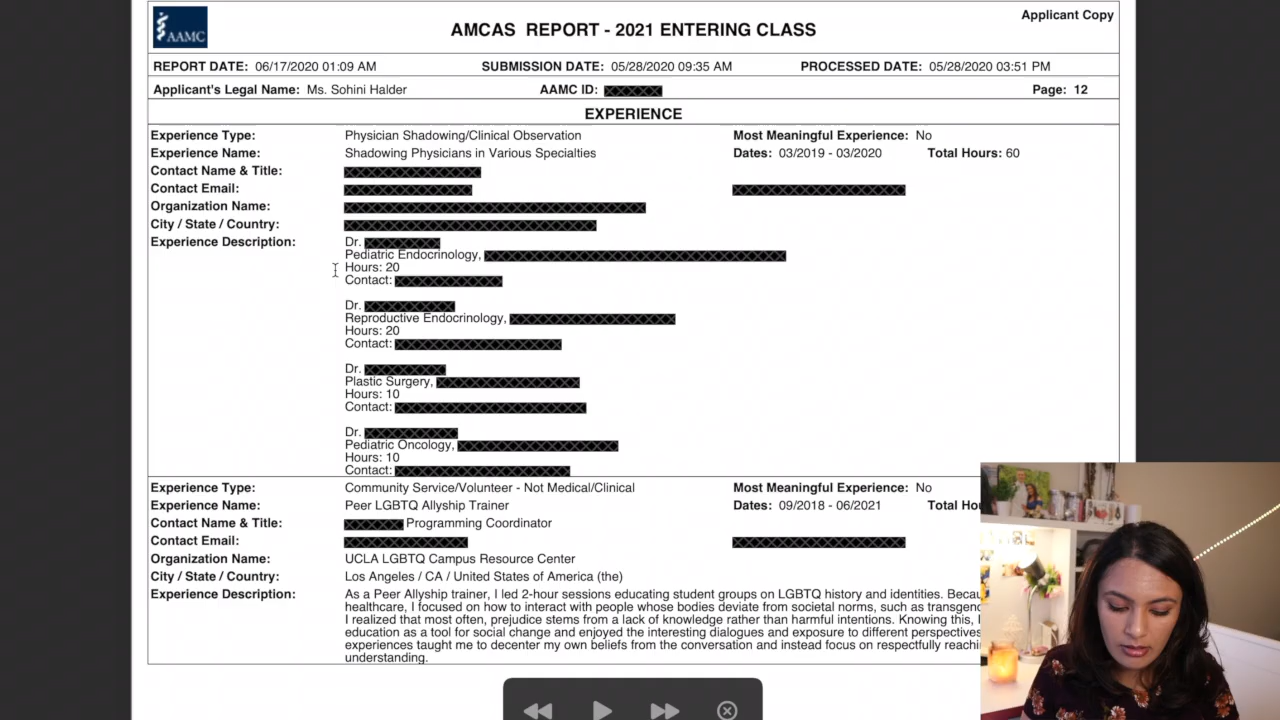 AAMC
AMCAS REPORT - 2021 ENTERING CLASS
Applicant Copy
REPORT DATE: 06/17/2020 01:09 AM SUBMISSION DATE: 05/28/2020 09:35 AM PROCESSED DATE: 05/28/2020 03:51 PM
Applicant's Legal Name: Ms. Sohini Halder AAMC ID: Page: 12
EXPERIENCE
Experience Type: Physician Shadowing/Clinical Observation Most Meaningful Experience: No
Experience Name: Shadowing Physicians in Various Specialties Dates: 03/2019 - 03/2020 Total Hours: 60
Contact Name & Title:
Contact Email:
Organization Name:
City / State / Country:
Experience Description: Dr.
Pediatric Endocrinology,
Hours: 20
Contact:
Dr.
Reproductive Endocrinology,
Hours: 20
Contact:
Dr.
Plastic Surgery,
Hours: 10
Contact:
Dr.
Pediatric Oncology,
Hours: 10
Contact:
Experience Type: Community Service/Volunteer - Not Medical/Clinical Most Meaningful Experience: No
Experience Name: Peer LGBTQ Allyship Trainer Dates: 09/2018 - 06/2021 Total
Contact Name & Title: Programming Coordinator
Contact Email:
Organization Name: UCLA LGBTQ Campus Resource Center
City / State / Country: Los Angeles / CA / United States of America (the)
Experience Description: As a Peer Allyship trainer, I led 2-hour sessions educating student groups on LGBTQ history and identities.
healthcare, I focused on how to interact with people whose bodies deviate from societal norms, such as
I realized that most often, prejudice stems from a lack of knowledge rather than harmful intentions. Knowing this,
education as a tool for social change and enjoyed the interesting dialogues and exposure to different perspectives
experiences taught me to decenter my own beliefs from the conversation and instead focus on respectfully
understanding.